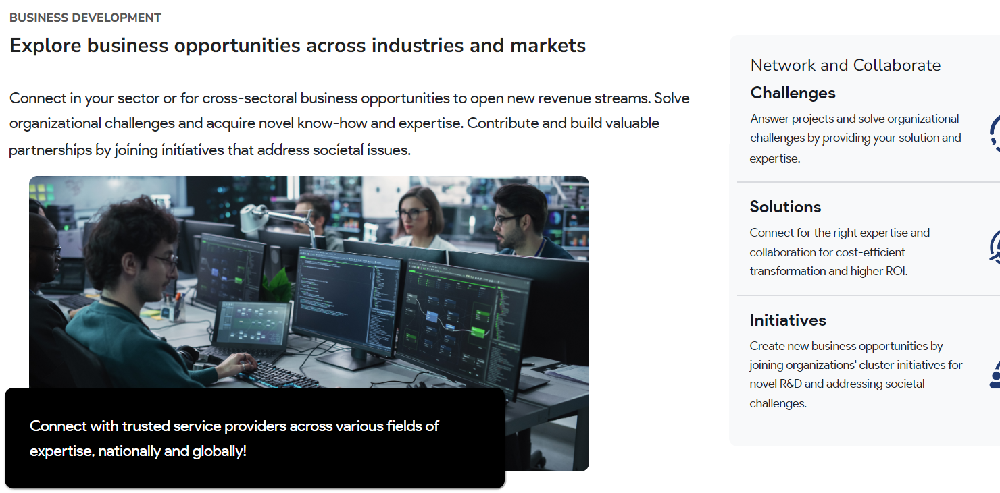 BUSINESS DEVELOPMENT
Explore business opportunities across industries and markets
Connect in your sector or for cross-sectoral business opportunities to open new revenue streams. Solve
organizational challenges and acquire novel know-how and expertise. Contribute and build valuable
partnerships by joining initiatives that address societal issues.
Connect with trusted service providers across various fields of
expertise, nationally and globally!
Network and Collaborate
Challenges
Answer projects and solve organizational
challenges by providing your solution and
expertise.
Solutions
Connect for the right expertise and
collaboration for cost-efficient
transformation and higher ROI.
Initiatives
Create new business opportunities by
joining organizations' cluster initiatives for
novel R&D and addressing societal
challenges.